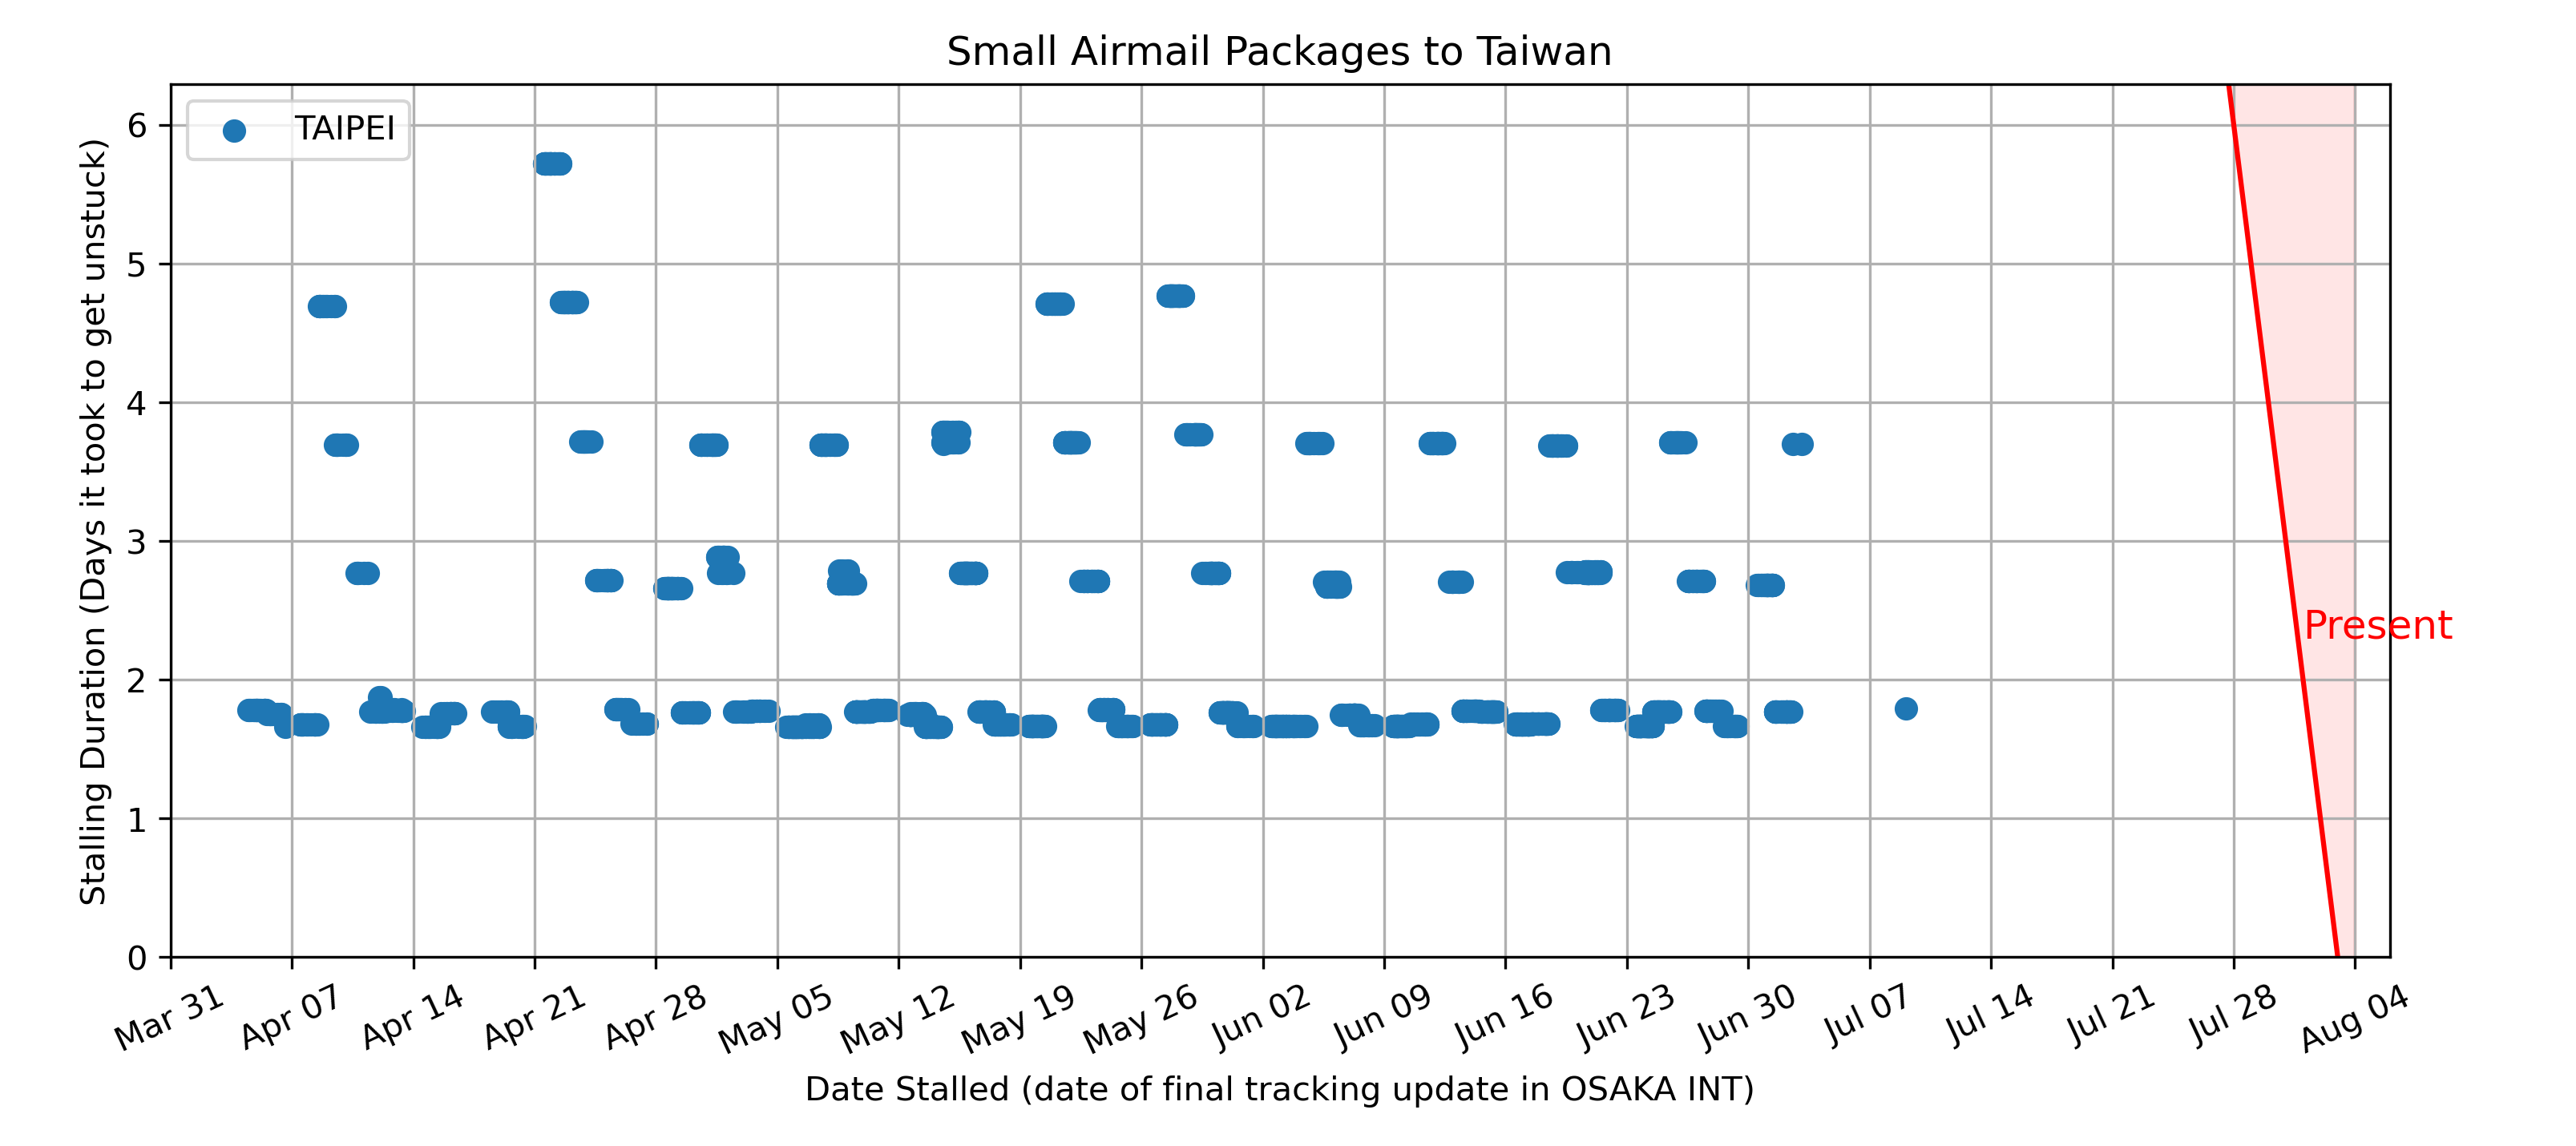 Small Airmail Packages to Taiwan
TAIPEI
Stalling Duration (Days it took to get unstuck)
6
5
4
3
2
1
0
Present
Mar 31
Apr 07
Apr 14
Apr 21
Apr 28
May 05
May 12
May 19
May 26
Jun 02
Jun 09
Jun 16
Jun 23
Jun 30
Jul 07
Jul 14
Jul 21
Jul 28
Aug 04
Date Stalled (date of final tracking update in OSAKA INT)